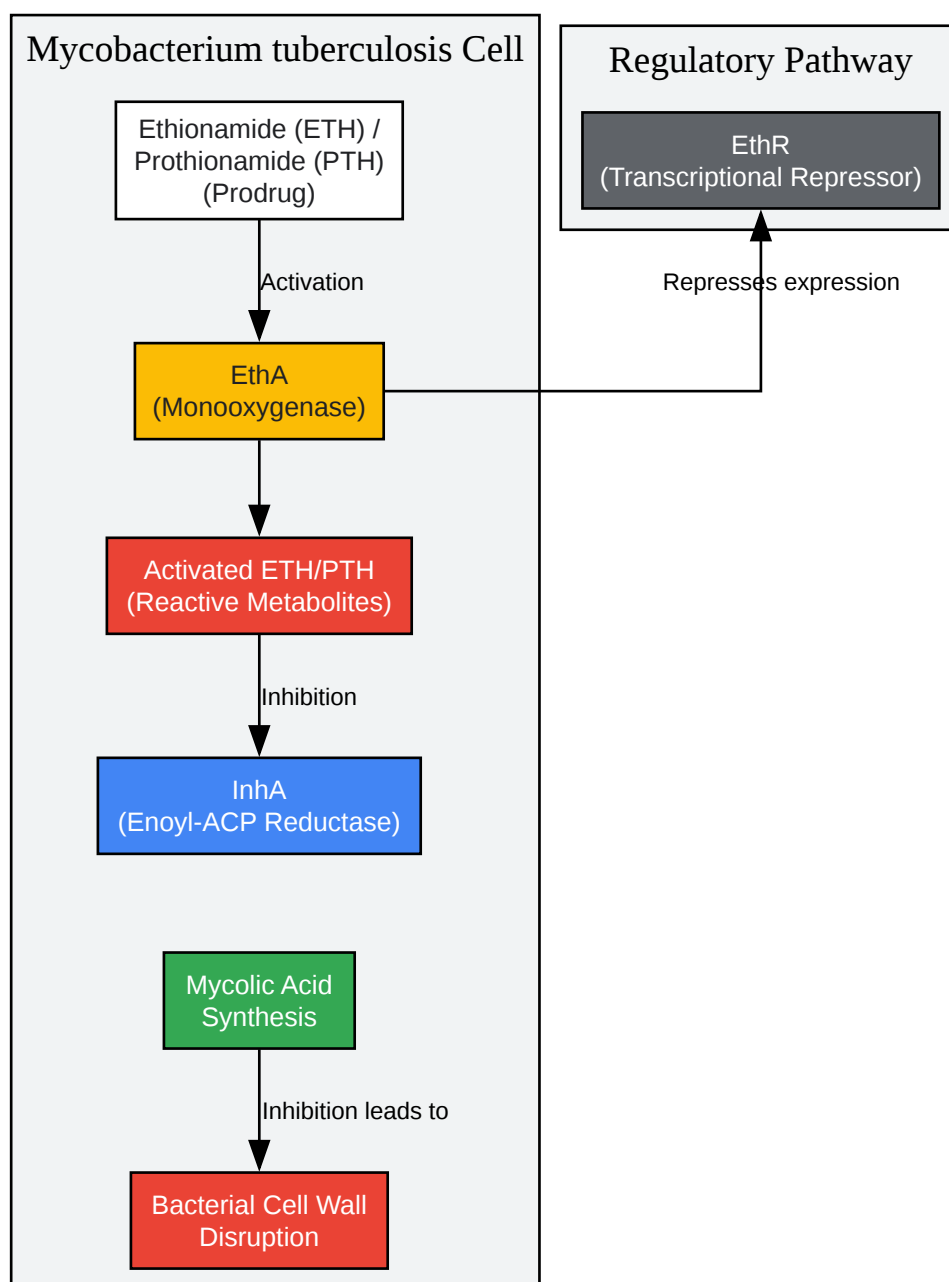 Mycobacterium tuberculosis Cell
Ethionamide (ETH) /
Prothionamide (PTH)
(Prodrug)
Activation
EthA
(Monooxygenase)
Activated ETH/PTH
(Reactive Metabolites)
Inhibition
InhA
(Enoyl-ACP Reductase)
Mycolic Acid
Synthesis
Inhibition leads to
Bacterial Cell Wall
Disruption
Regulatory Pathway
EthR
(Transcriptional Repressor)
Represses expression